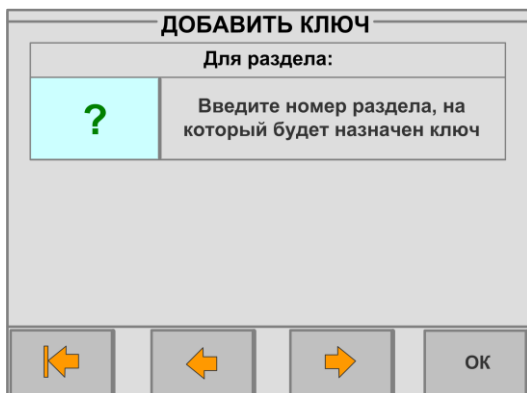 ДОБАВИТЬ КЛЮЧ
Для раздела:
?
Введите номер раздела, на
который будет назначен ключ
ОК